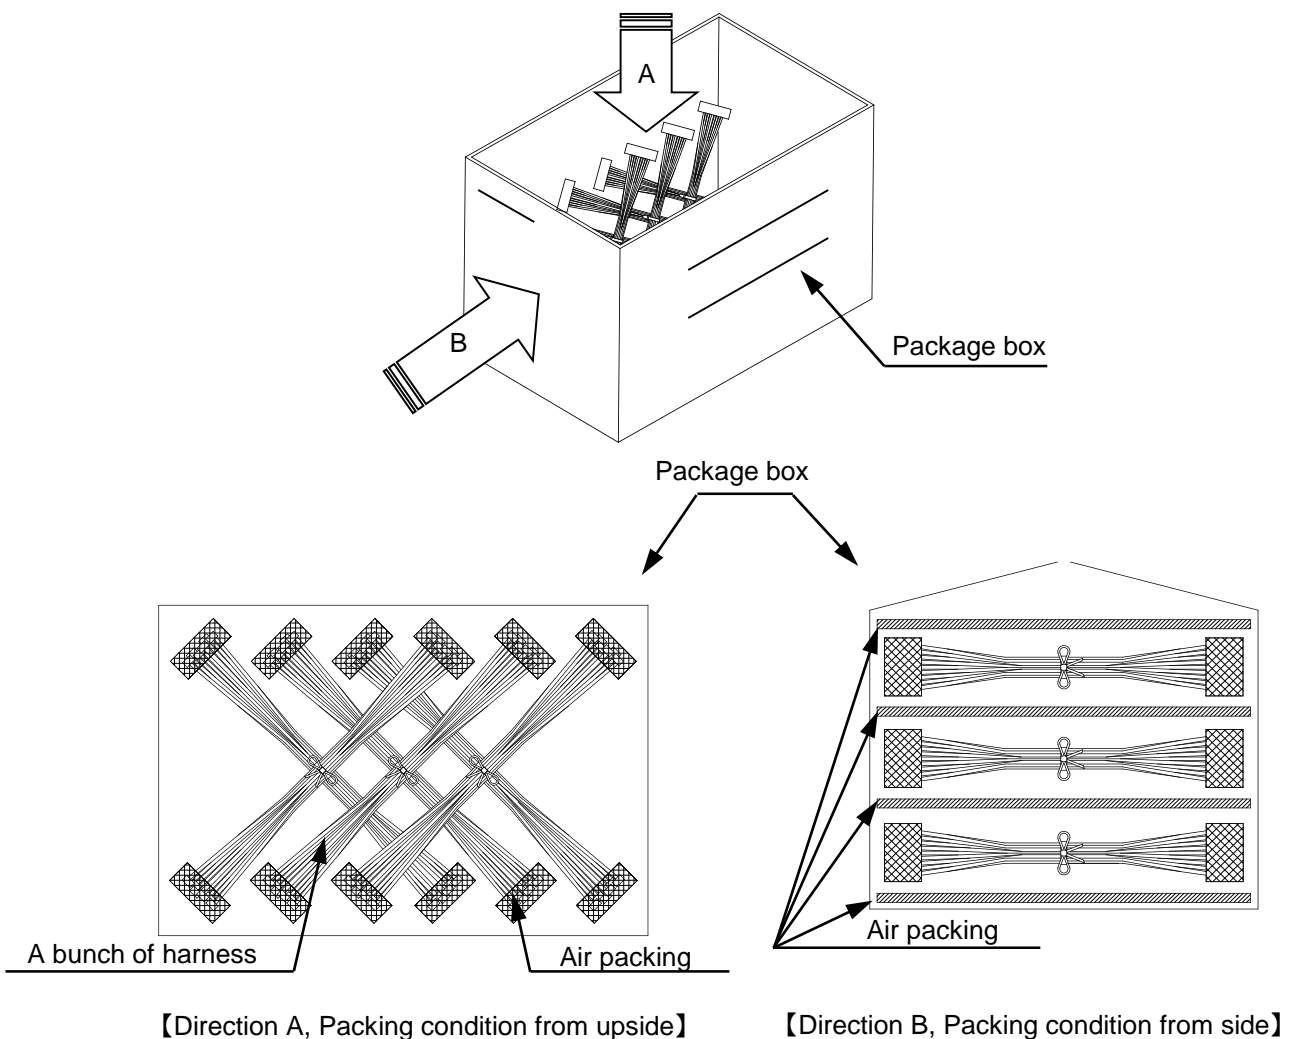 A
B
Package box
Package box
A bunch of harness
Air packing
Air packing
【Direction A, Packing condition from upside】
【Direction B, Packing condition from side】